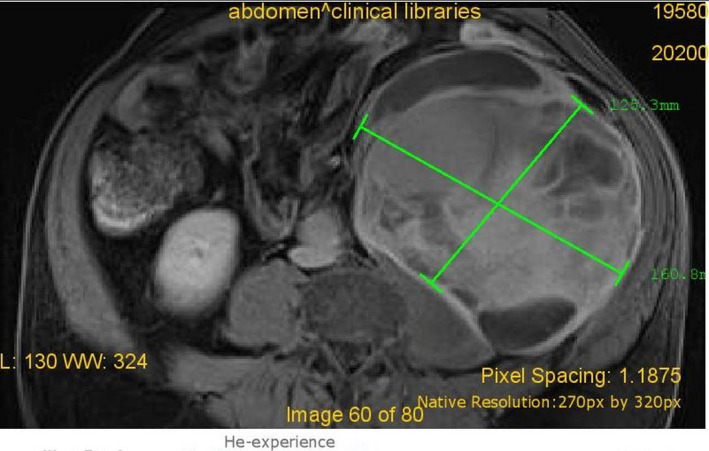 abdomen^clinical libraries
19580
20200
125.3mm
160.8m
L: 130 WW: 324
Pixel Spacing: 1.1875
Native Resolution:270px by 320px
Image 60 of 80
He-experience